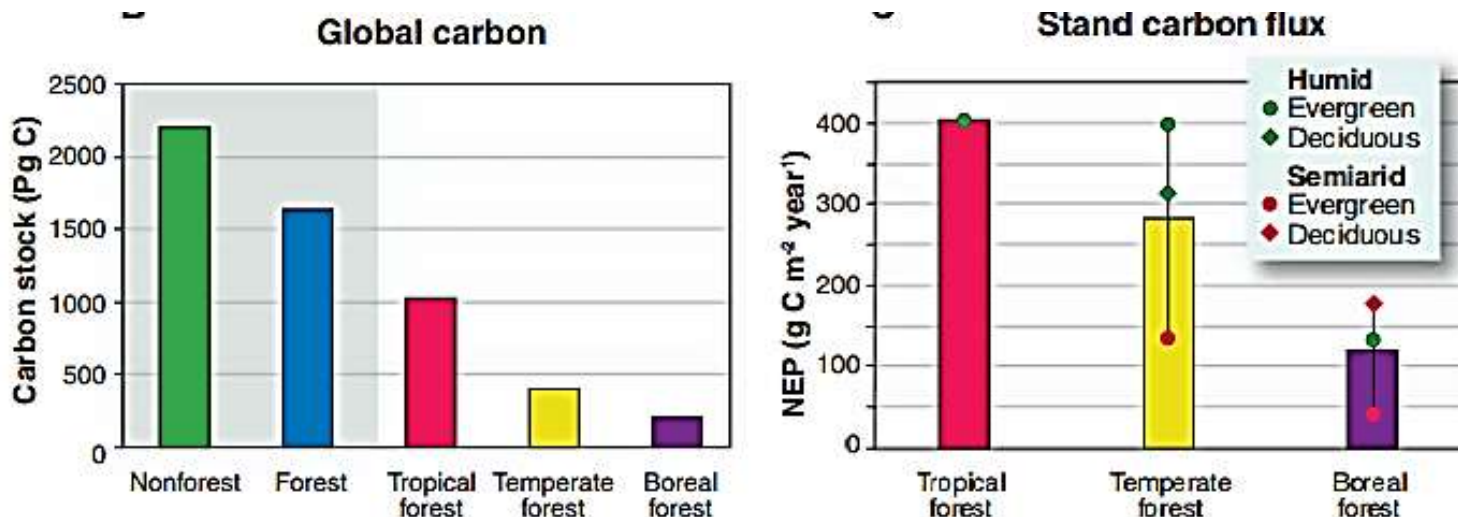 Global carbon
Carbon stock (Pg C)
2500
2000
1500
1000
500
0
Nonforest
Forest
Tropical
forest
Temperate
forest
Boreal
forest
Stand carbon flux
NEP (g C m-2 year1)
400
300
200
100
0
Humid
Evergreen
Deciduous
Semiarid
Evergreen
Deciduous
Tropical
forest
Temperate
forest
Boreal
forest